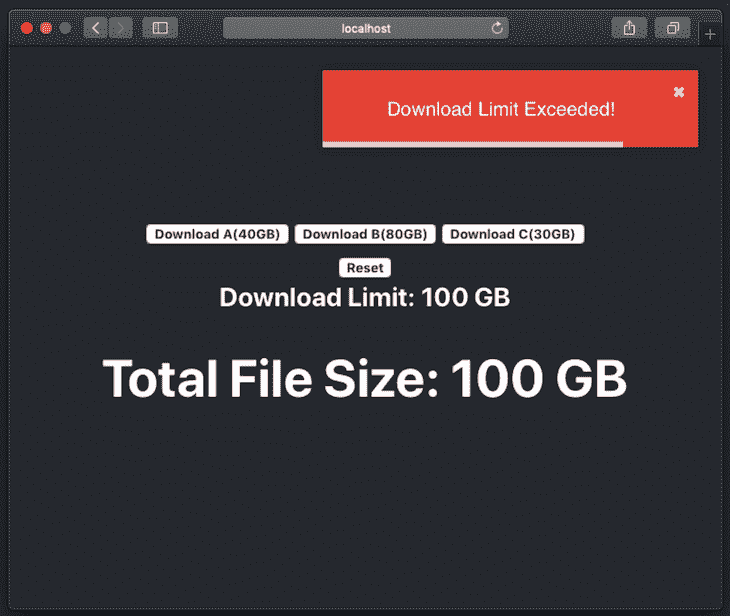 localhost
Download Limit Exceeded!
Download A(40GB) Download B(80GB) Download C(30GB)
Reset
Download Limit: 100 GB
Total File Size: 100 GB